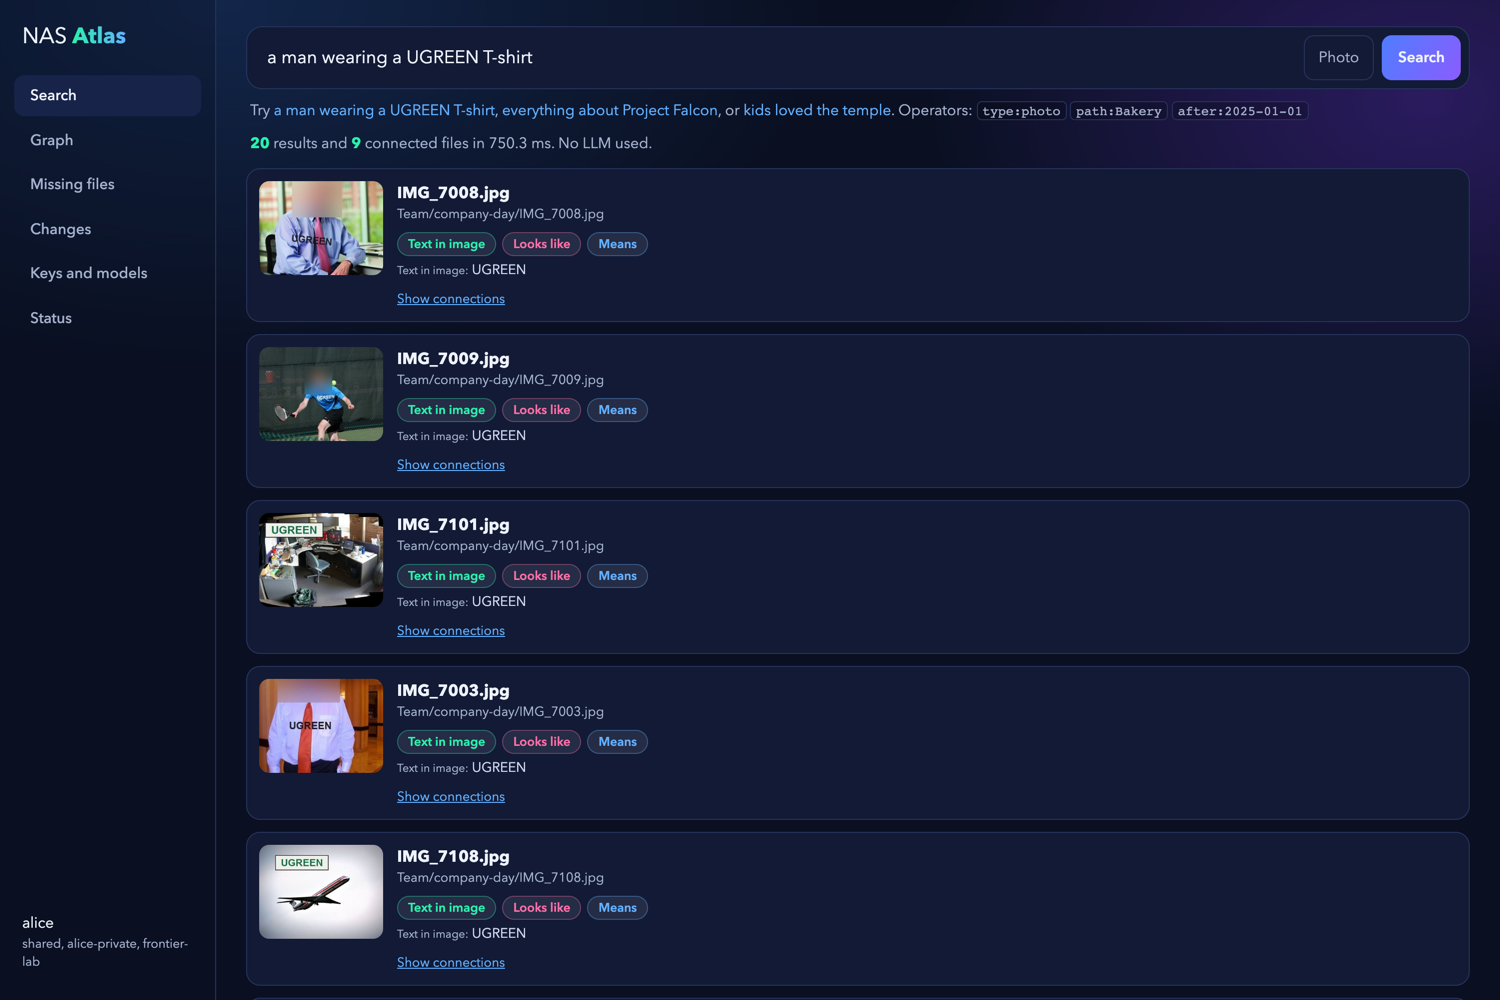 NAS Atlas
Search
Graph
Missing files
Changes
Keys and models
Status
alice
shared, alice-private, frontier-
lab
a man wearing a UGREEN T-shirt
Photo
Search
Try a man wearing a UGREEN T-shirt, everything about Project Falcon, or kids loved the temple. Operators: type:photo path:Bakery after:2025-01-01
20 results and 9 connected files in 750.3 ms. No LLM used.
UGREEN
IMG_7008.jpg
Team/company-day/IMG_7008.jpg
Text in image Looks like Means
Text in image: UGREEN
Show connections
UGREEN
IMG_7009.jpg
Team/company-day/IMG_7009.jpg
Text in image Looks like Means
Text in image: UGREEN
Show connections
UGREEN
IMG_7101.jpg
Team/company-day/IMG_7101.jpg
Text in image Looks like Means
Text in image: UGREEN
Show connections
UGREEN
IMG_7003.jpg
Team/company-day/IMG_7003.jpg
Text in image Looks like Means
Text in image: UGREEN
Show connections
UGREEN
IMG_7108.jpg
Team/company-day/IMG_7108.jpg
Text in image Looks like Means
Text in image: UGREEN
Show connections